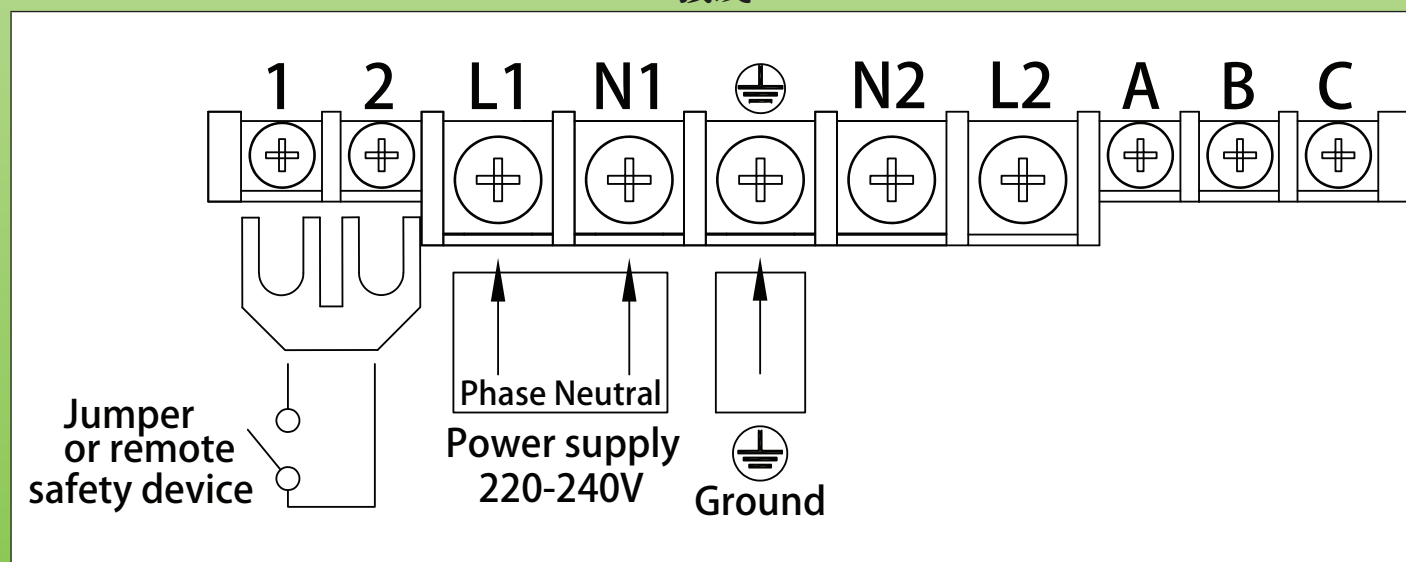 1 2 L1 N1 N2 L2 A B C
Phase Neutral
Jumper
or remote
safety device
Power supply
220-240V
Ground